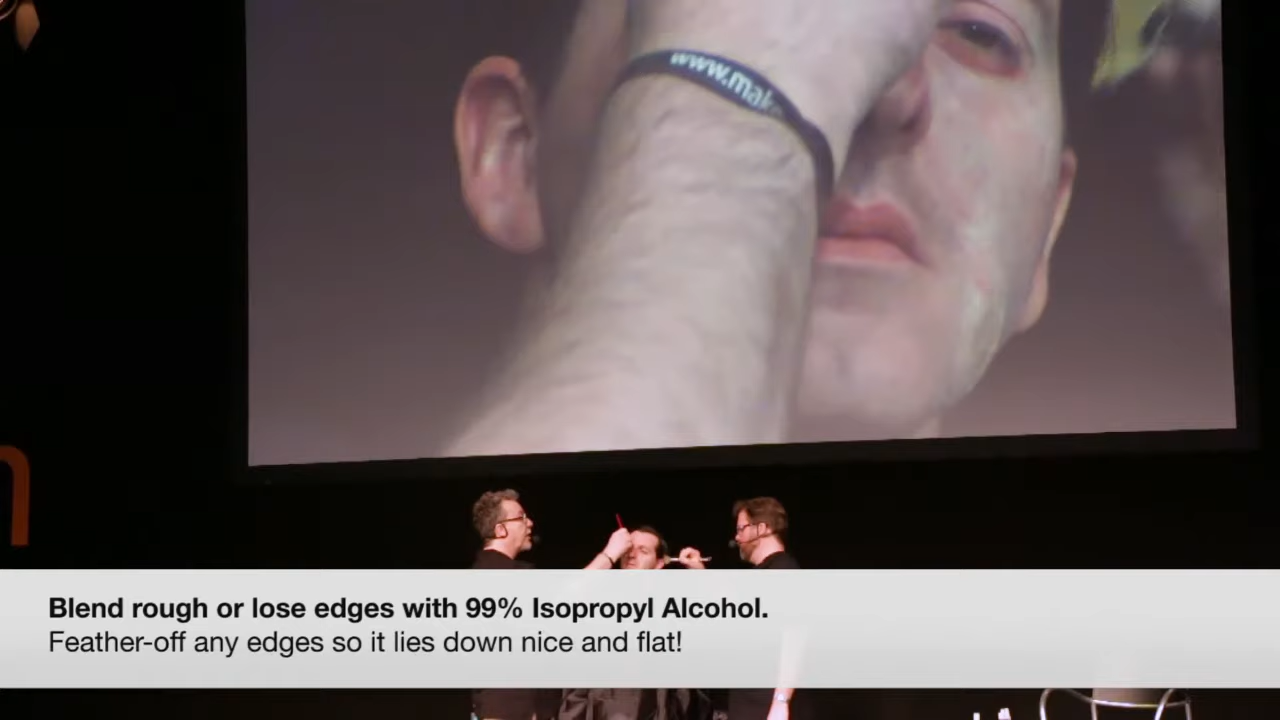 www.mak
Blend rough or lose edges with 99% Isopropyl Alcohol.
Feather-off any edges so it lies down nice and flat!